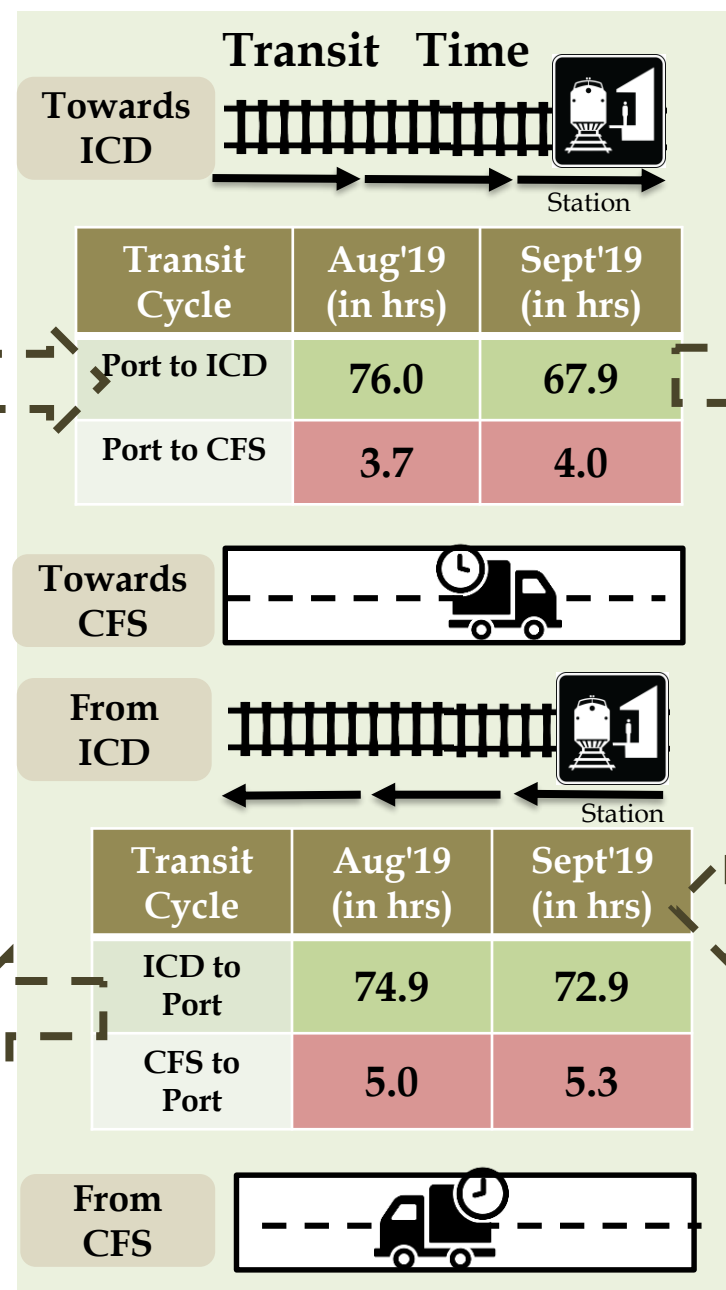 Transit Time
Towards
ICD
Station
Transit
Cycle
Aug'19
(in hrs)
Sept'19
(in hrs)
Port to ICD
76.0
67.9
Port to CFS
3.7
4.0
Towards
CFS
From
ICD
Station
Transit
Cycle
Aug'19
(in hrs)
Sept'19
(in hrs)
ICD to
Port
74.9
72.9
CFS to
Port
5.0
5.3
From
CFS